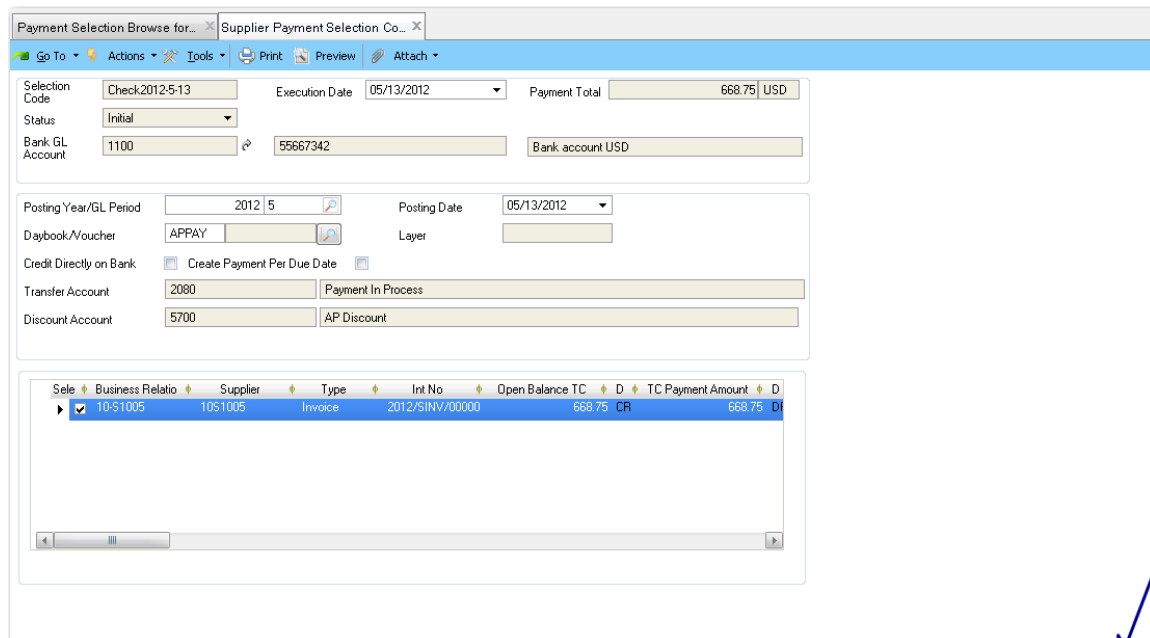 Payment Selection Browse for... Supplier Payment Selection Co...
Go To Actions Tools Print Preview Attach
Selection Code Check2012-5-13 Execution Date 05/13/2012 Payment Total 668.75 USD
Status Initial
Bank GL Account 1100 55667342 Bank account USD
Posting Year/GL Period 2012 5 Posting Date 05/13/2012
Daybook/Voucher APPAY Layer
Credit Directly on Bank Create Payment Per Due Date
Transfer Account 2080 Payment In Process
Discount Account 5700 AP Discount
Sele Business Relatio Supplier Type Int No Open Balance TC D TC Payment Amount D
10-S1005 10S1005 Invoice 2012/SINV/00000 668.75 CR 668.75